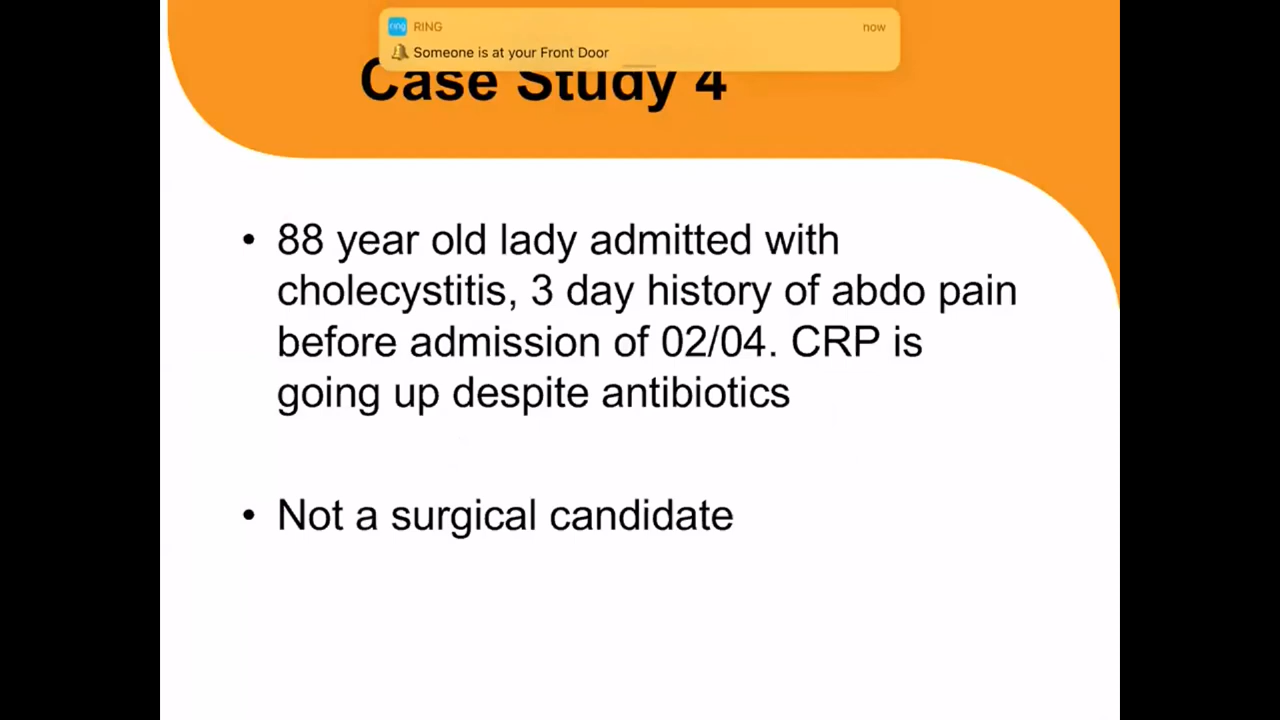 ring RING now
Someone is at your Front Door
Case Study 4
• 88 year old lady admitted with
cholecystitis, 3 day history of abdo pain
before admission of 02/04. CRP is
going up despite antibiotics
• Not a surgical candidate